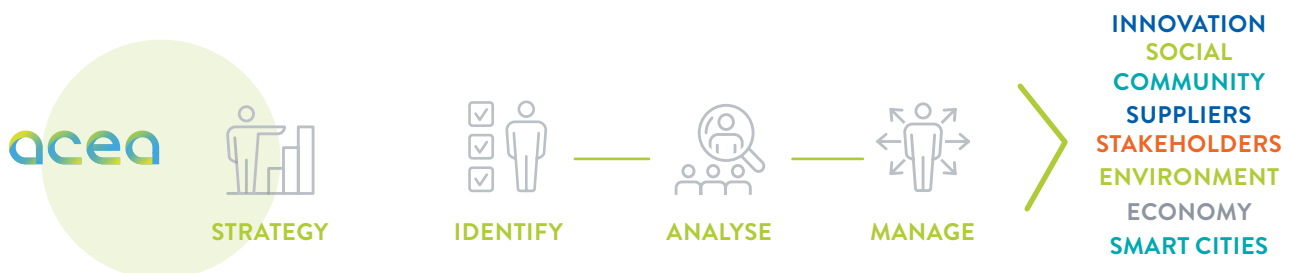 acea
STRATEGY
IDENTIFY
ANALYSE
MANAGE
INNOVATION
SOCIAL
COMMUNITY
SUPPLIERS
STAKEHOLDERS
ENVIRONMENT
ECONOMY
SMART CITIES